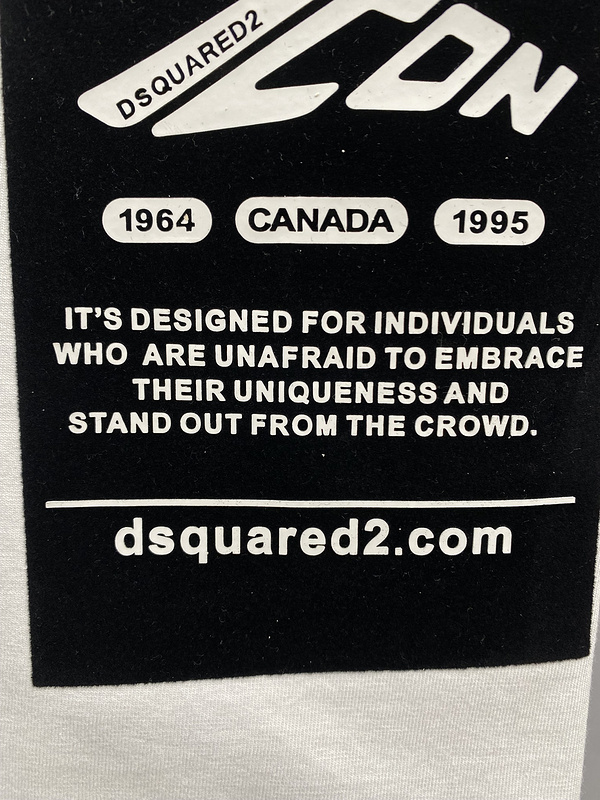 DSQUARED2
ICON
1964 CANADA 1995
IT'S DESIGNED FOR INDIVIDUALS
WHO ARE UNAFRAID TO EMBRACE
THEIR UNIQUENESS AND
STAND OUT FROM THE CROWD.
dsquared2.com